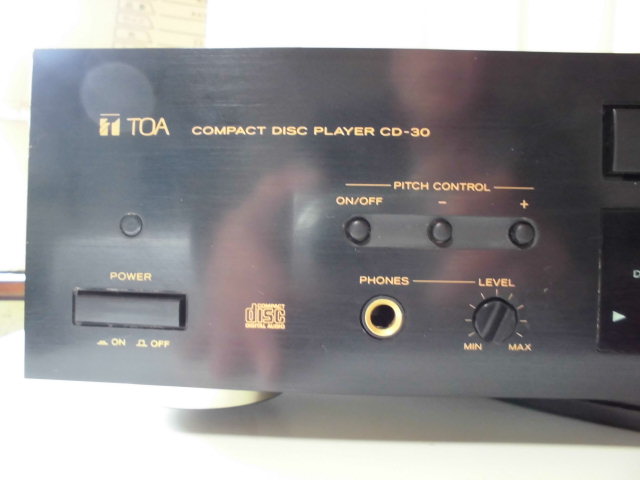 TOA COMPACT DISC PLAYER CD-30
PITCH CONTROL
ON/OFF - +
POWER
PHONES LEVEL
COMPACT
disc
DIGITAL AUDIO
ON OFF
MIN MAX
D